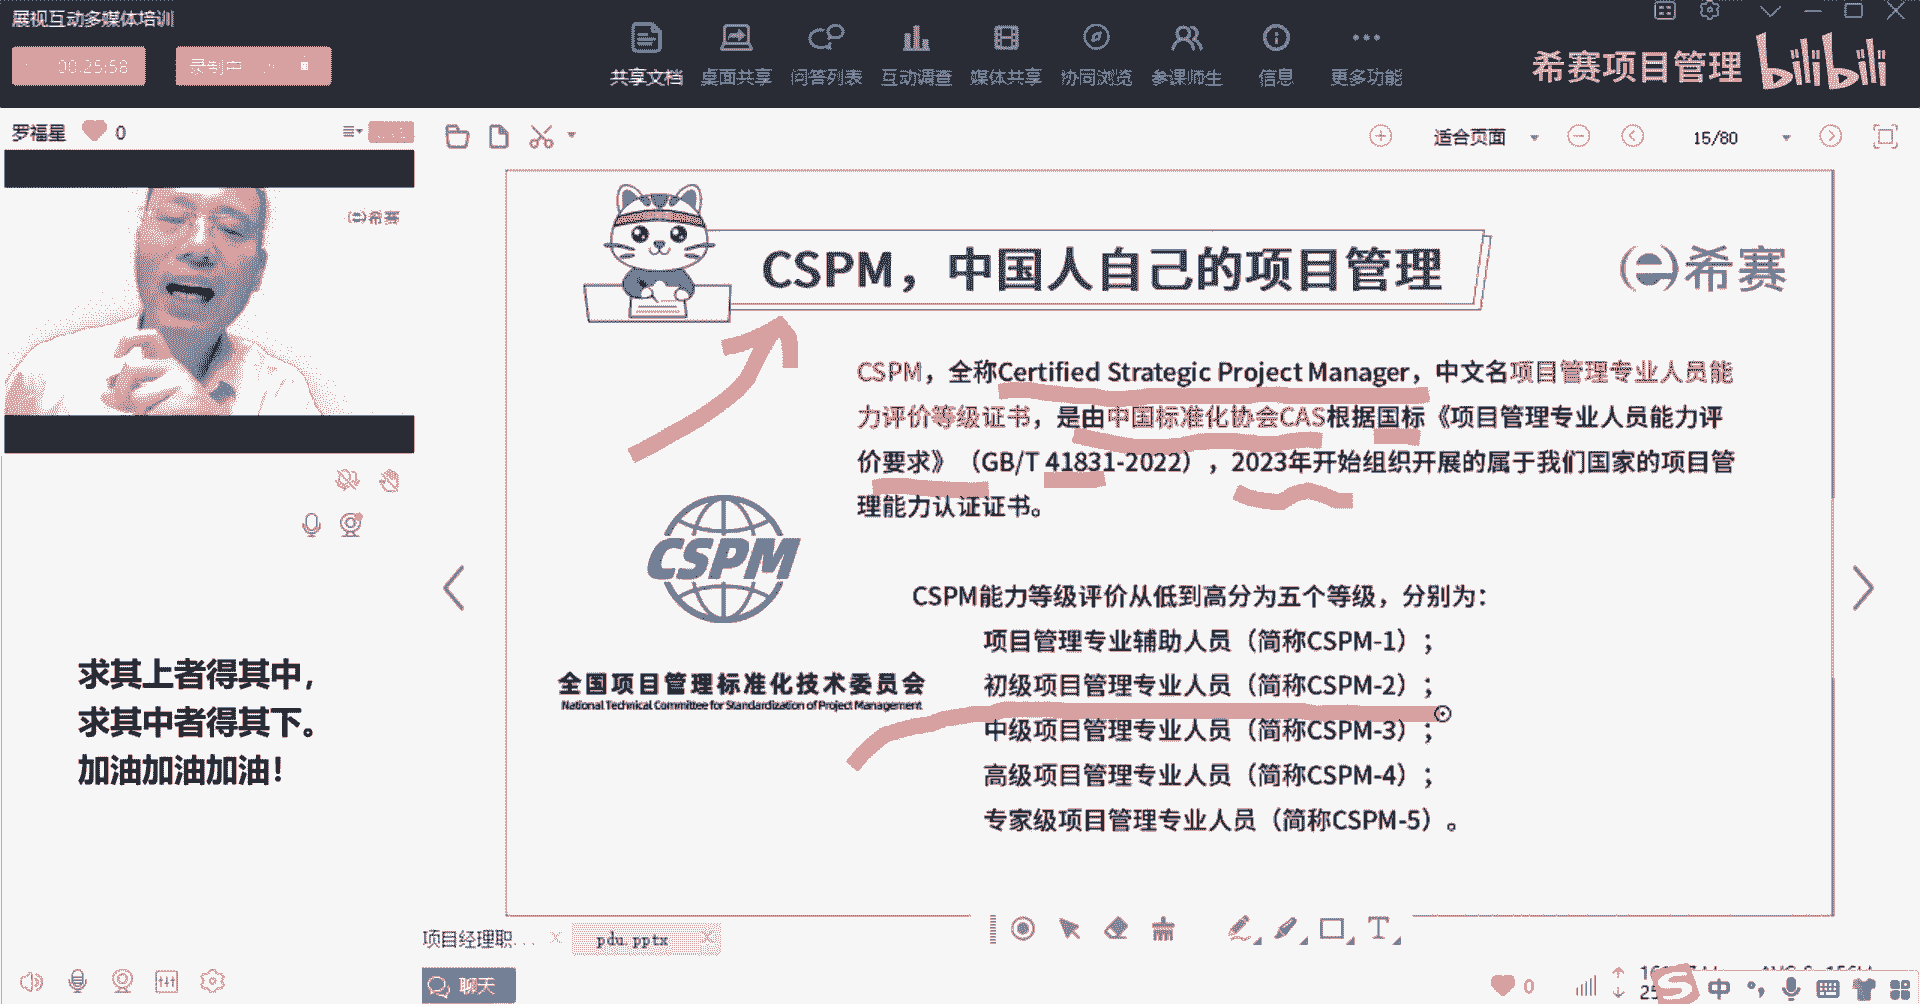 展视互动多媒体培训
00:25:58
录制中
共享文档
桌面共享
问答列表
互动调查
媒体共享
协同浏览
参课师生
信息
更多功能
希赛项目管理
bilibili
罗福星
0
适合页面
15/80
希赛
CSPM，中国人自己的项目管理
希赛
CSPM，全称Certified Strategic Project Manager，中文名项目管理专业人员能
力评价等级证书，是由中国标准化协会CAS根据国标《项目管理专业人员能力评
价要求》（GB/T 41831-2022），2023年开始组织开展的属于我们国家的项目管
理能力认证证书。
CSPM
全国项目管理标准化技术委员会
National Technical Committee for Standardization of Project Management
CSPM能力等级评价从低到高分为五个等级，分别为：
项目管理专业辅助人员（简称CSPM-1）；
初级项目管理专业人员（简称CSPM-2）；
中级项目管理专业人员（简称CSPM-3）；
高级项目管理专业人员（简称CSPM-4）；
专家级项目管理专业人员（简称CSPM-5）。
求其上者得其中，
求其中者得其下。
加油加油加油！
项目经理职...
pdu.pptx
聊天
0
中